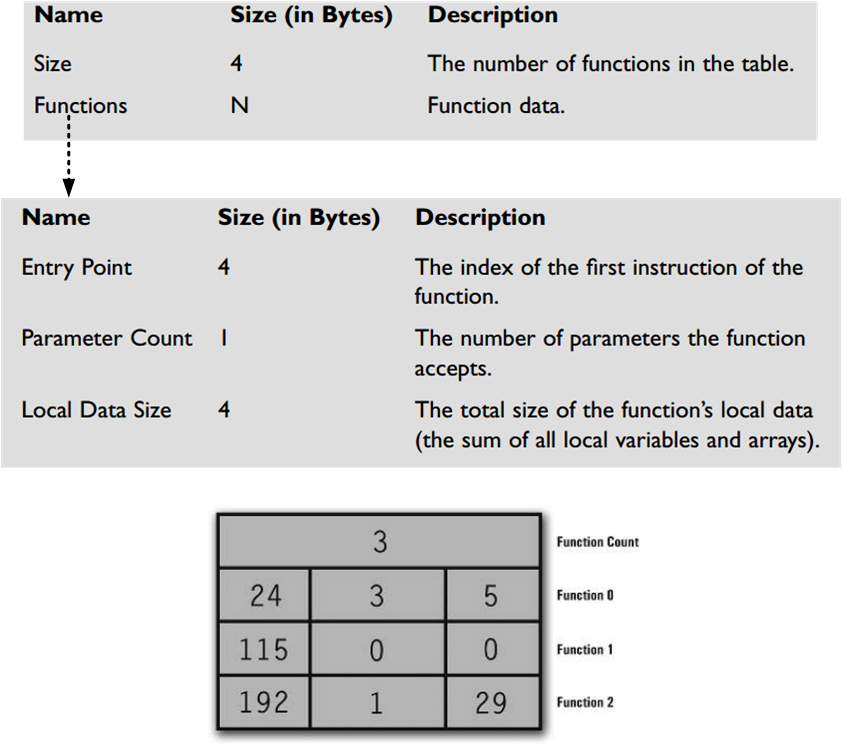 Name Size (in Bytes) Description
Size 4 The number of functions in the table.
Functions N Function data.
Name Size (in Bytes) Description
Entry Point 4 The index of the first instruction of the
function.
Parameter Count 1 The number of parameters the function
accepts.
Local Data Size 4 The total size of the function’s local data
(the sum of all local variables and arrays).
3 Function Count
24 3 5 Function 0
115 0 0 Function 1
192 1 29 Function 2